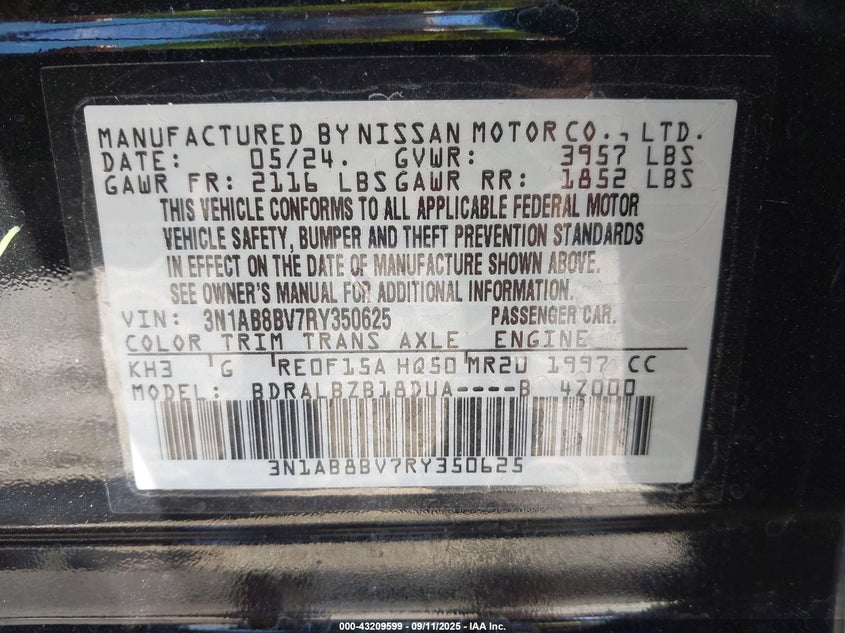 MANUFACTURED BY NISSAN MOTOR CO., LTD.
DATE: 05/24. GVWR: 3957 LBS
GAWR FR: 2116 LBS GAWR RR: 1852 LBS
THIS VEHICLE CONFORMS TO ALL APPLICABLE FEDERAL MOTOR
VEHICLE SAFETY, BUMPER AND THEFT PREVENTION STANDARDS
IN EFFECT ON THE DATE OF MANUFACTURE SHOWN ABOVE.
SEE OWNER'S MANUAL FOR ADDITIONAL INFORMATION.
VIN: 3N1AB8BV7RY350625 PASSENGER CAR.
COLOR TRIM TRANS AXLE ENGINE
KH3 G RE0F15A HQ50 MR20 1997 CC
MODEL: BDRALBZB18DUA----B 4Z000
3N1AB8BV7RY350625
000-43209599 - 09/11/2025 - IAA Inc.